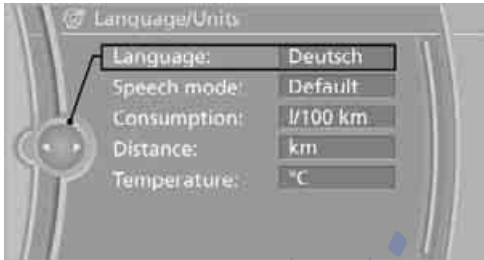 Language/Units
Language: Deutsch
Speech mode: Default
Consumption: l/100 km
Distance: km
Temperature: °C